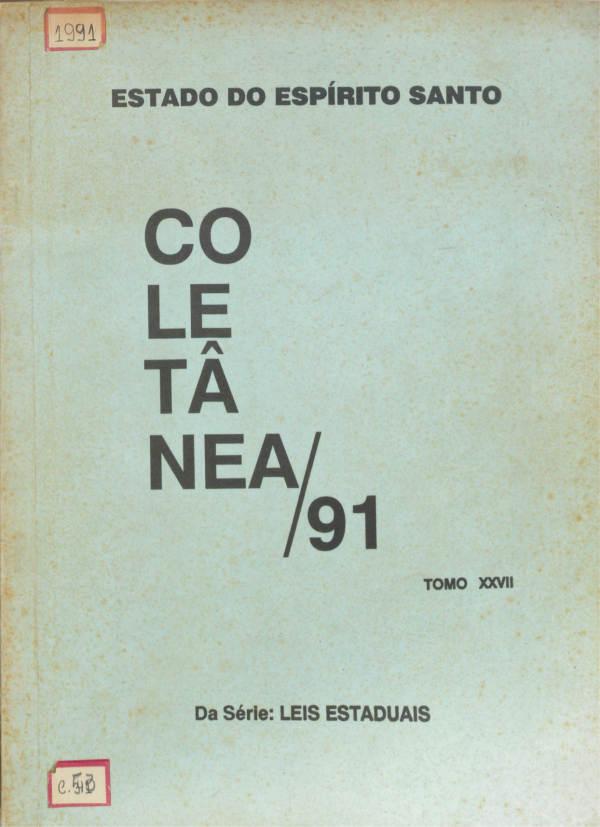 1991
ESTADO DO ESPÍRITO SANTO
CO
LE
TÂ
NEA/91
TOMO XXVII
Da Série: LEIS ESTADUAIS